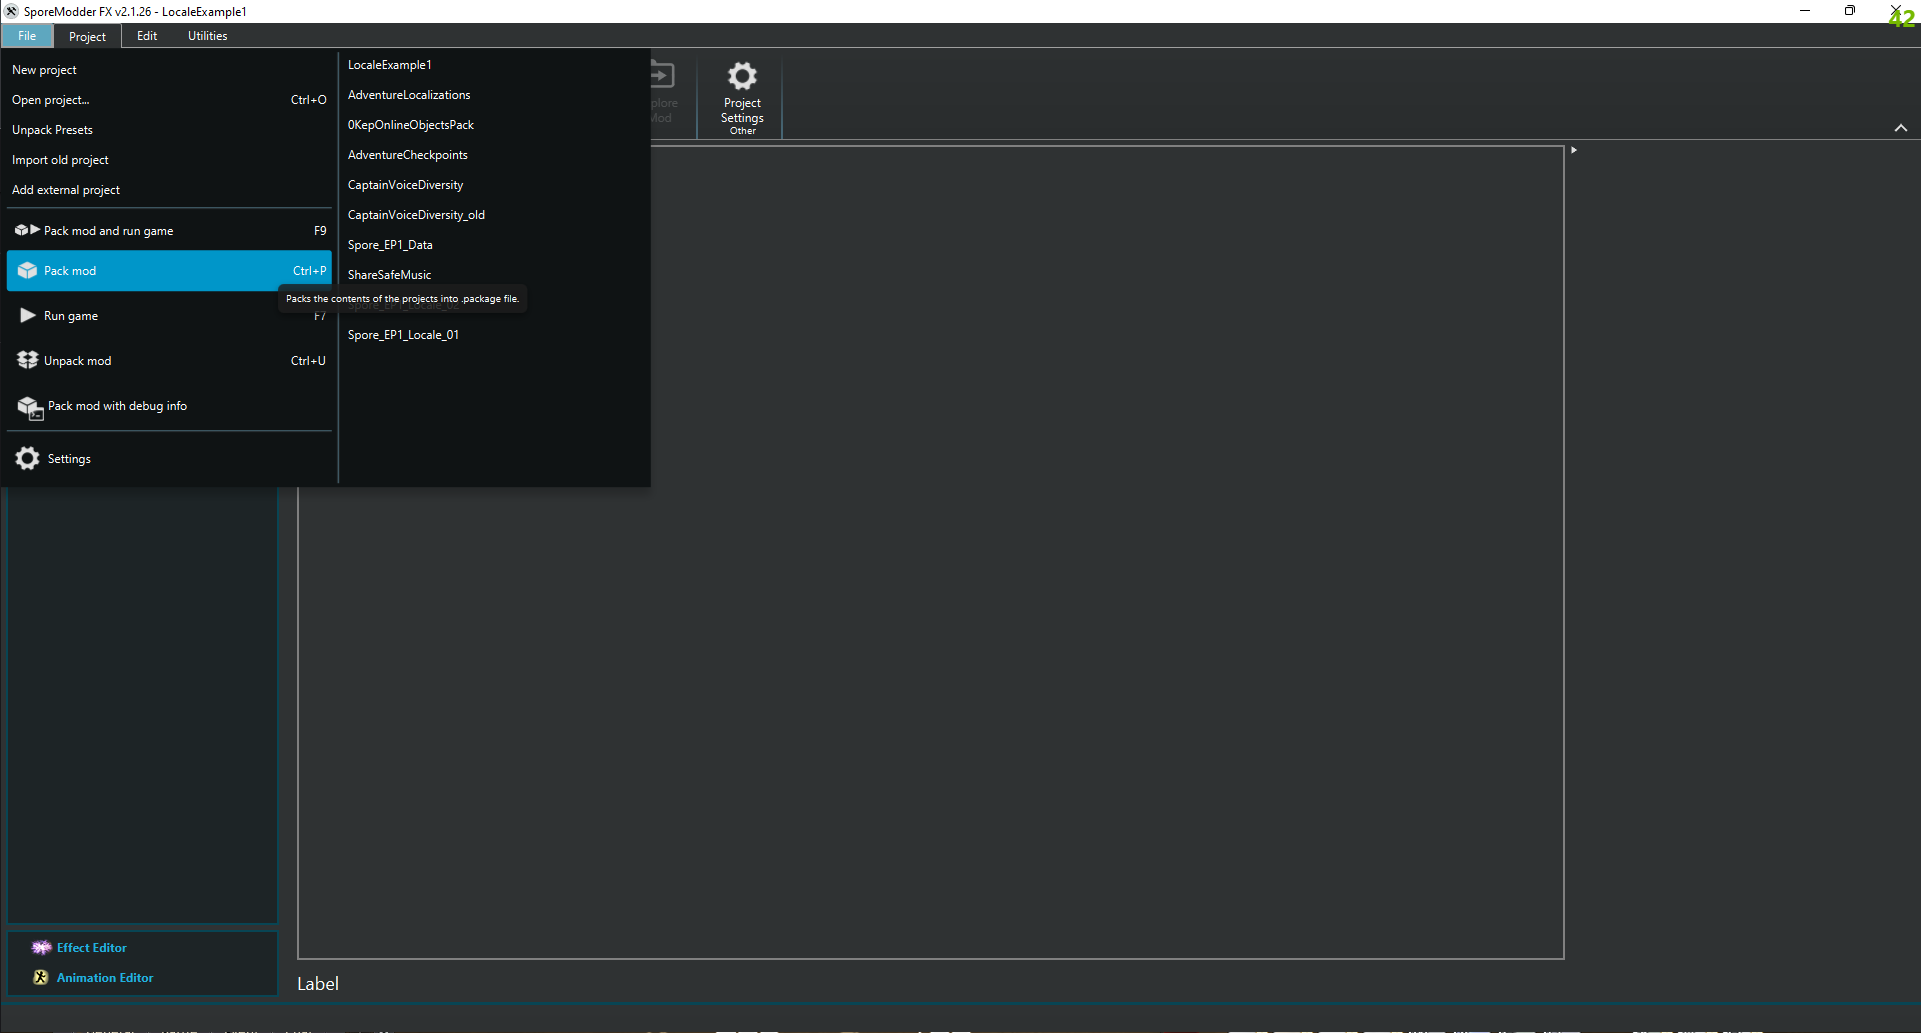 SporeModder FX v2.1.26 - LocaleExample1
42
File
Project
Edit
Utilities
New project
Open project... Ctrl+O
Unpack Presets
Import old project
Add external project
Pack mod and run game F9
Pack mod Ctrl+P
Packs the contents of the projects into .package file.
Run game F7
Unpack mod Ctrl+U
Pack mod with debug info
Settings
LocaleExample1
AdventureLocalizations
0KepOnlineObjectsPack
AdventureCheckpoints
CaptainVoiceDiversity
CaptainVoiceDiversity_old
Spore_EP1_Data
ShareSafeMusic
Spore_EP1_Locale_02
Spore_EP1_Locale_01
plore
Mod
Project
Settings
Other
Effect Editor
Animation Editor
Label